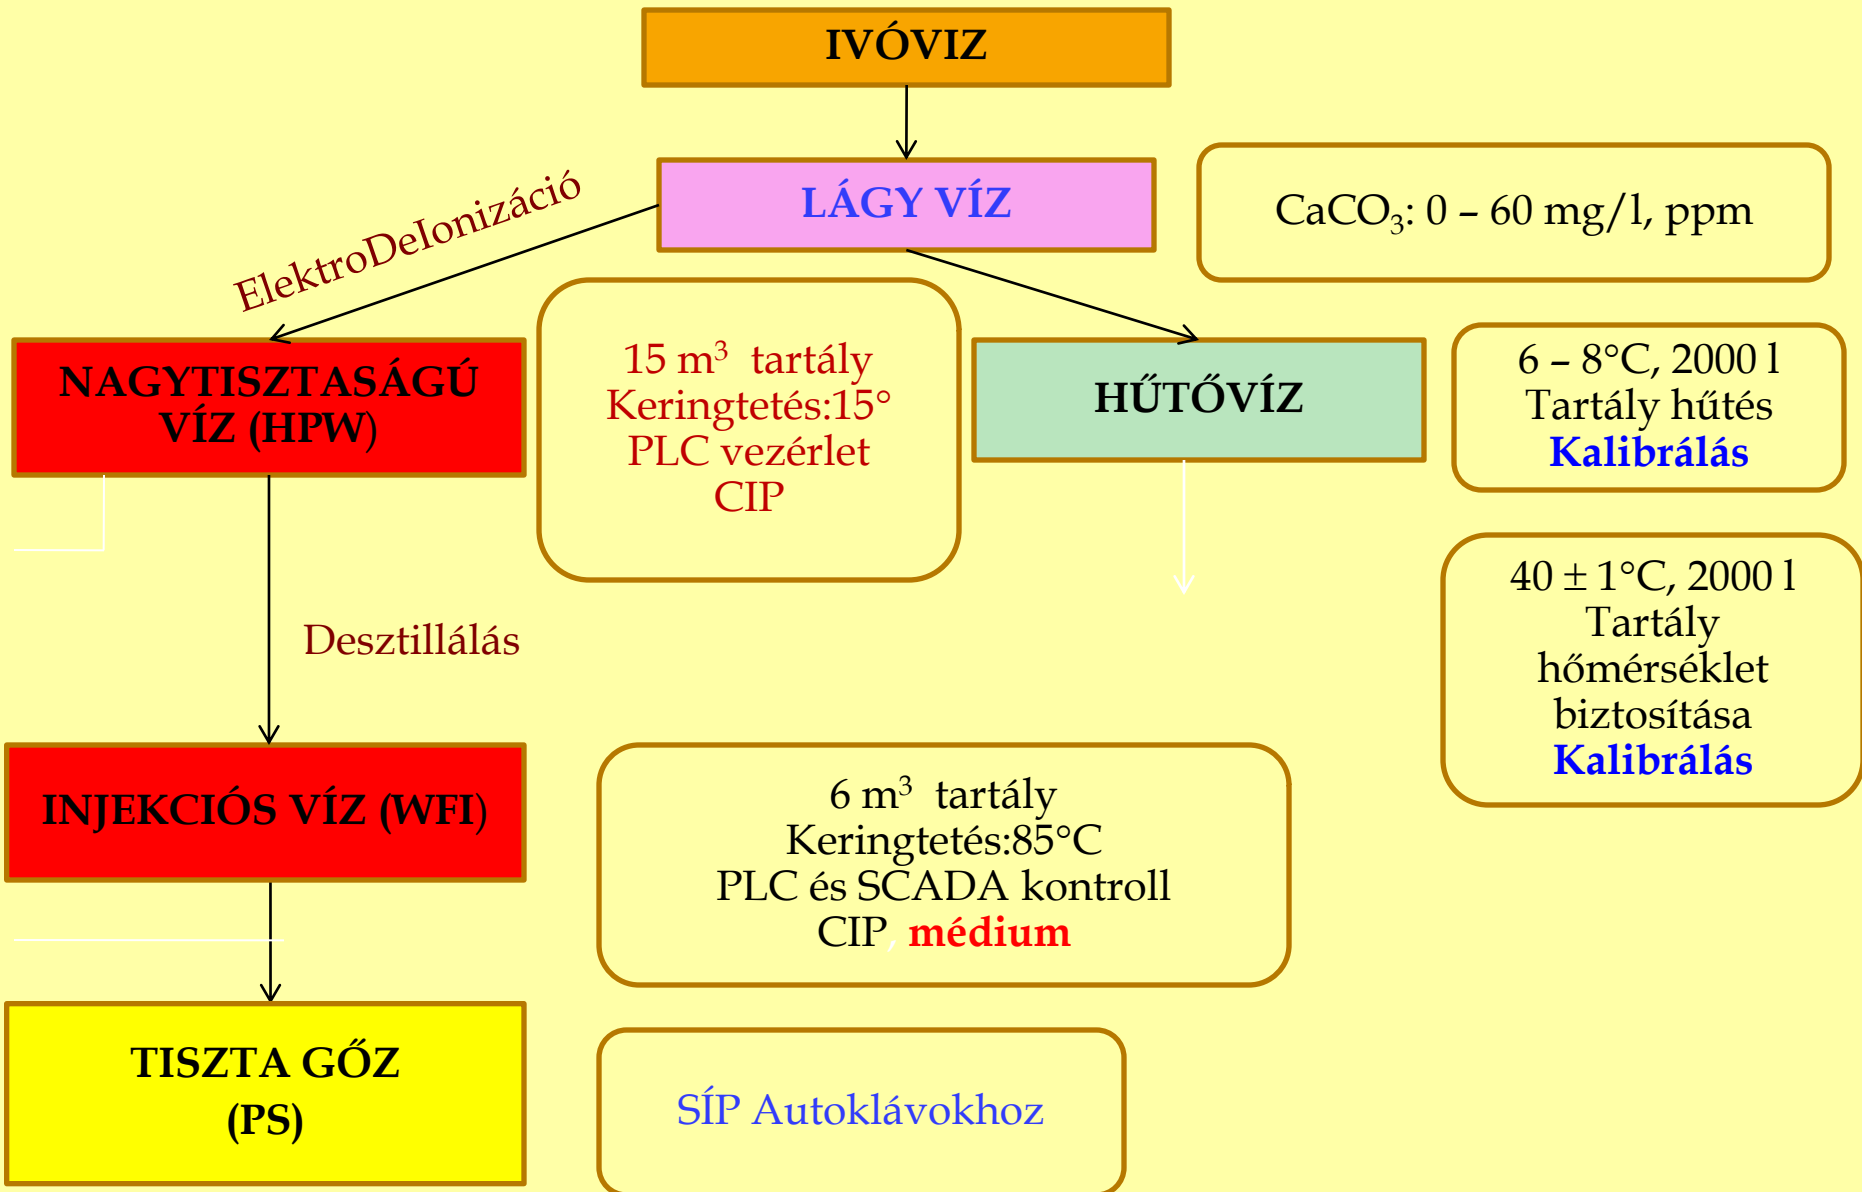 IVÓVIZ
LÁGY VÍZ
CaCO₃: 0 – 60 mg/l, ppm
ElektroDeIonizáció
NAGYTISZTASÁGÚ
VÍZ (HPW)
15 m³ tartály
Keringtetés:15°
PLC vezérlet
CIP
HŰTŐVÍZ
6 – 8°C, 2000 l
Tartály hűtés
Kalibrálás
40 ± 1°C, 2000 l
Tartály
hőmérséklet
biztosítása
Kalibrálás
Desztillálás
INJEKCIÓS VÍZ (WFI)
6 m³ tartály
Keringtetés:85°C
PLC és SCADA kontroll
CIP, médium
TISZTA GŐZ
(PS)
SÍP Autoklávokhoz